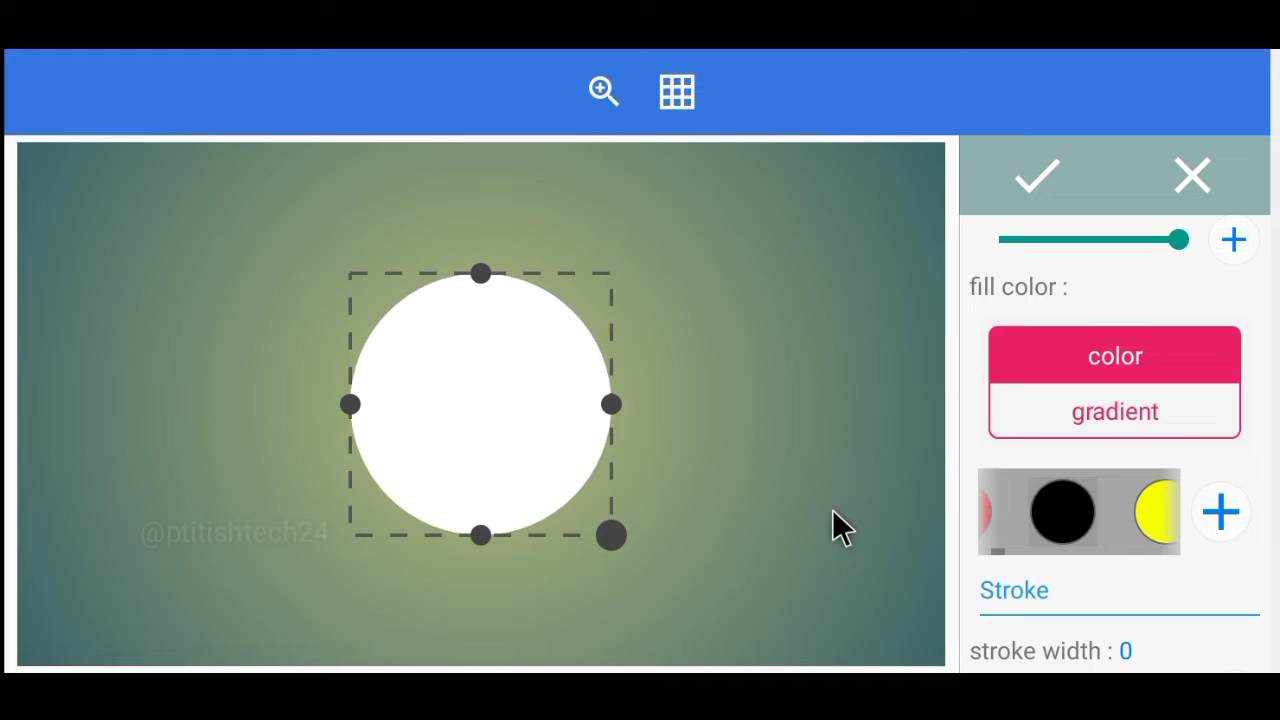 fill color :
color
gradient
@ptitishtech24
Stroke
stroke width : 0